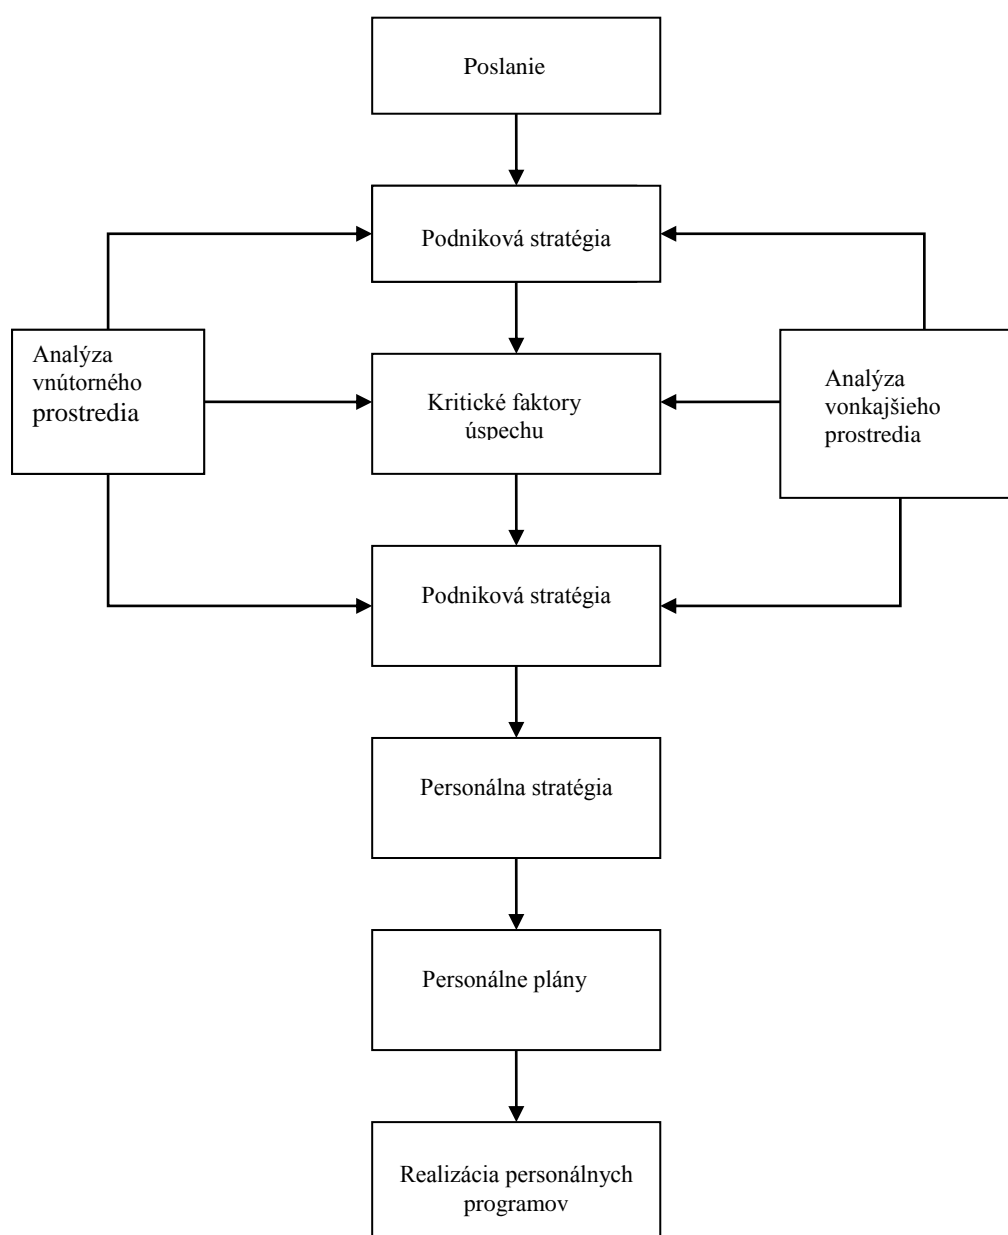 Poslanie
Podniková stratégia
Analýza
vnútorného
prostredia
Kritické faktory
úspechu
Analýza
vonkajšieho
prostredia
Podniková stratégia
Personálna stratégia
Personálne plány
Realizácia personálnych
programov